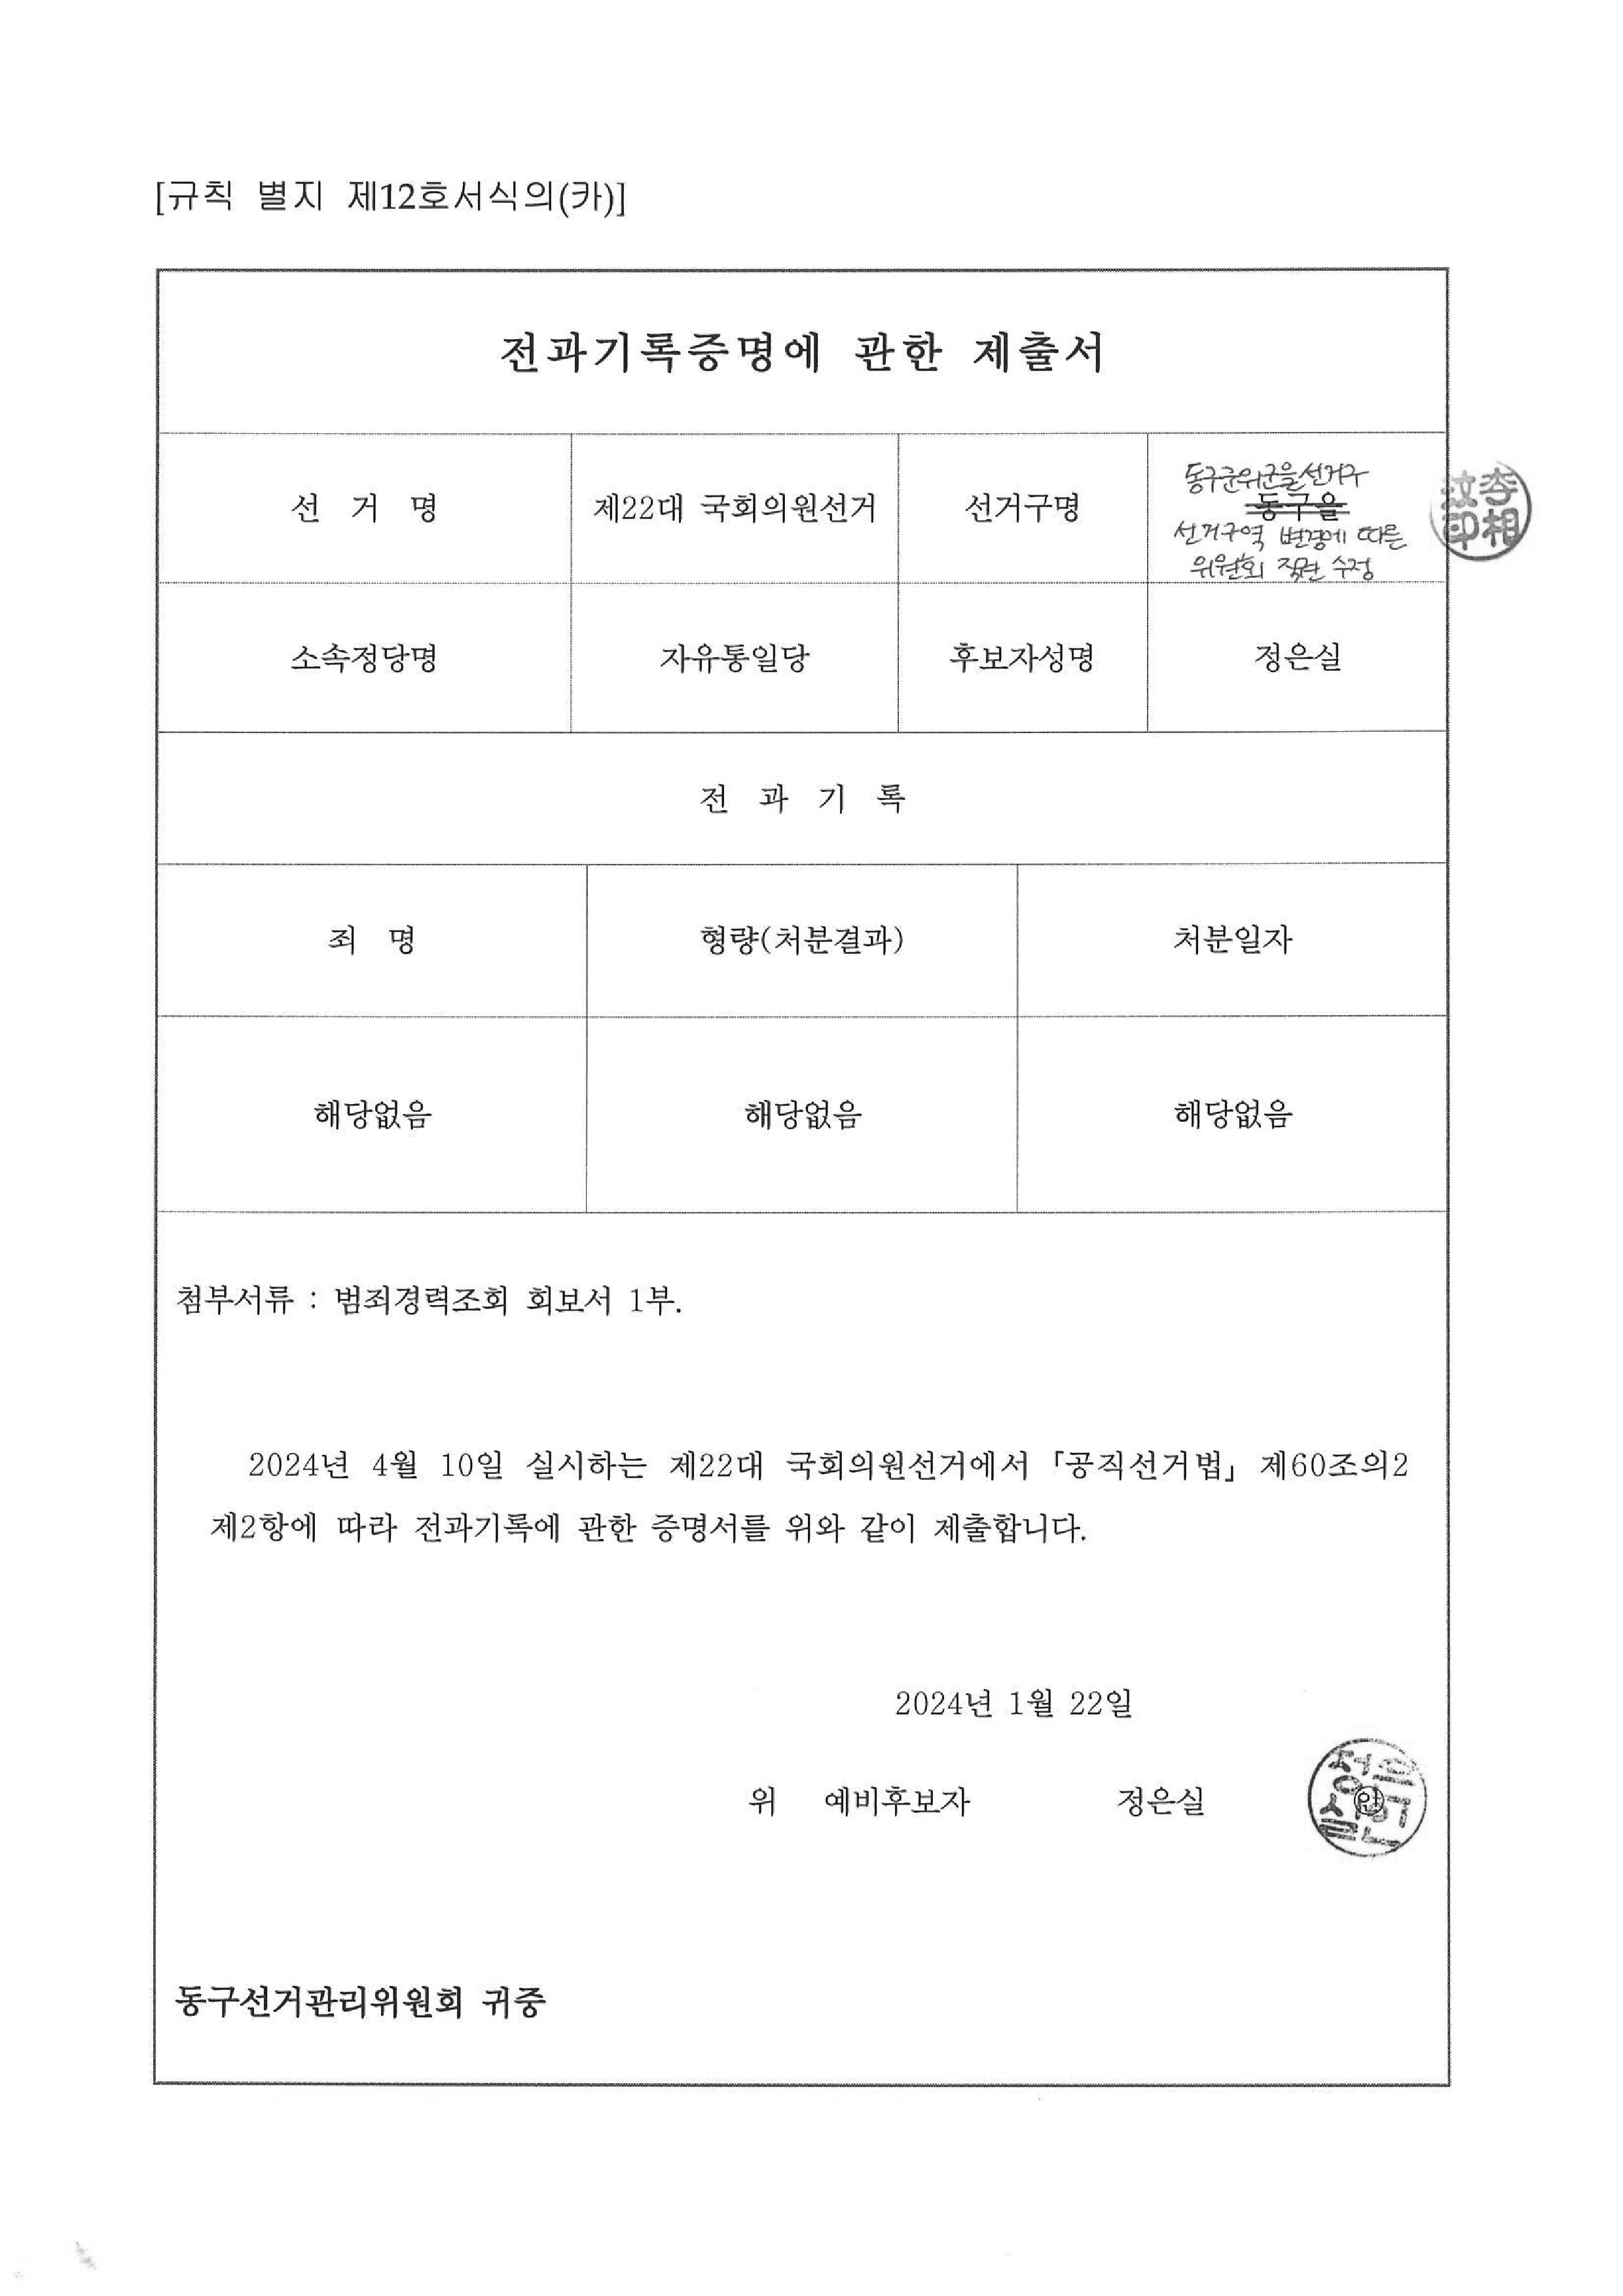 [규칙 별지 제12호서식의(카)]
전과기록증명에 관한 제출서
선 거 명 제22대 국회의원선거 선거구명 동구군위군을선거구
동구을
선거구역 변경에 따른
위원회 직권 수정
李相
汶印
소속정당명 자유통일당 후보자성명 정은실
전 과 기 록
죄 명 형량(처분결과) 처분일자
해당없음 해당없음 해당없음
첨부서류 : 범죄경력조회 회보서 1부.
2024년 4월 10일 실시하는 제22대 국회의원선거에서 「공직선거법」 제60조의2
제2항에 따라 전과기록에 관한 증명서를 위와 같이 제출합니다.
2024년 1월 22일
위 예비후보자 정은실 인
정은실인
동구선거관리위원회 귀중